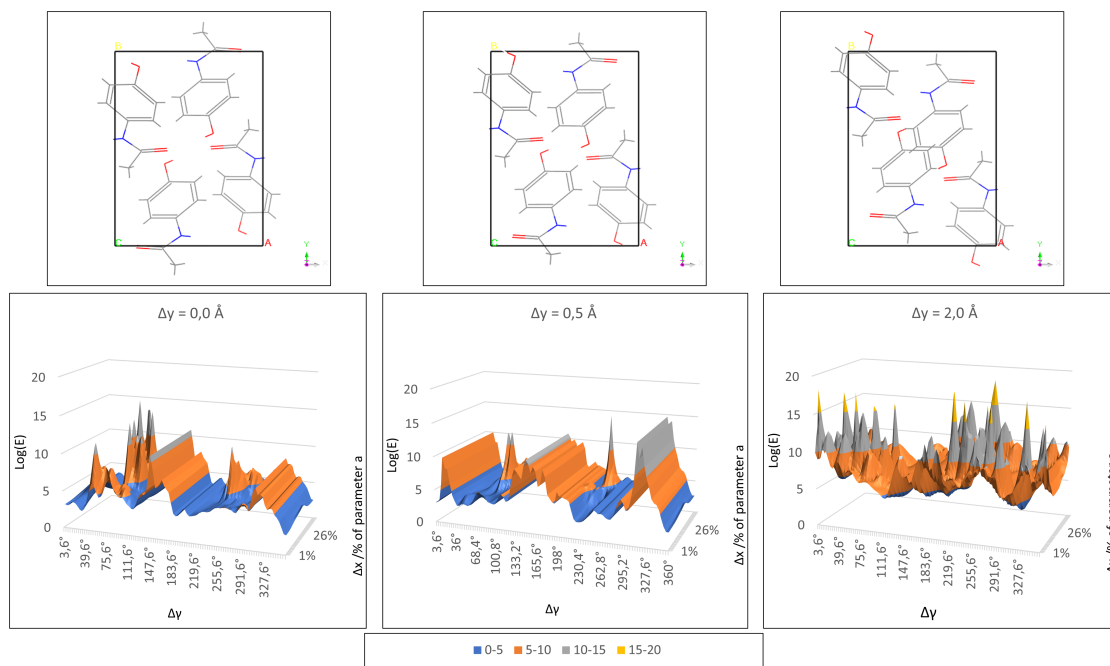 B
C
A
Y
B
C
A
Y
B
C
A
Y
Δy = 0,0 Å
20
15
10
5
0
Log(E)
3,6°
39,6°
75,6°
111,6°
147,6°
183,6°
219,6°
255,6°
291,6°
327,6°
1%
26%
Δx /% of parameter a
Δγ
Δy = 0,5 Å
20
15
10
5
0
Log(E)
3,6°
36°
68,4°
100,8°
133,2°
165,6°
198°
230,4°
262,8°
295,2°
327,6°
360°
1%
26%
Δx /% of parameter a
Δγ
Δy = 2,0 Å
20
15
10
5
0
Log(E)
3,6°
39,6°
75,6°
111,6°
147,6°
183,6°
219,6°
255,6°
291,6°
327,6°
1%
26%
Δγ
0-5 5-10 10-15 15-20